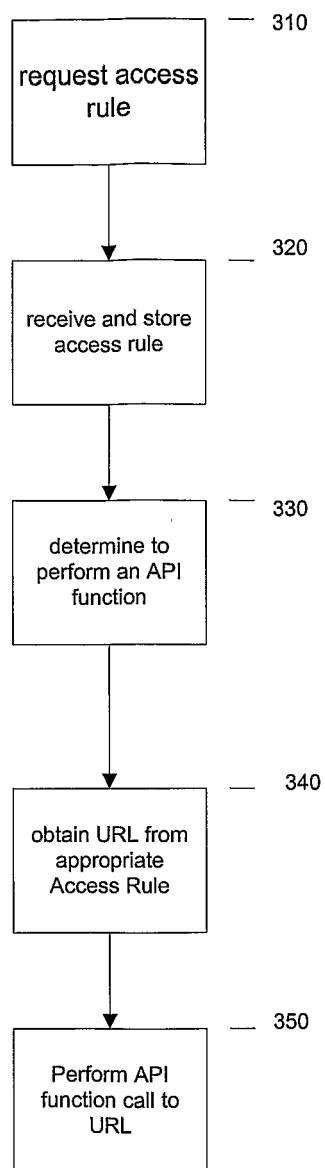 310
request access
rule
320
receive and store
access rule
330
determine to
perform an API
function
340
obtain URL from
appropriate
Access Rule
350
Perform API
function call to
URL